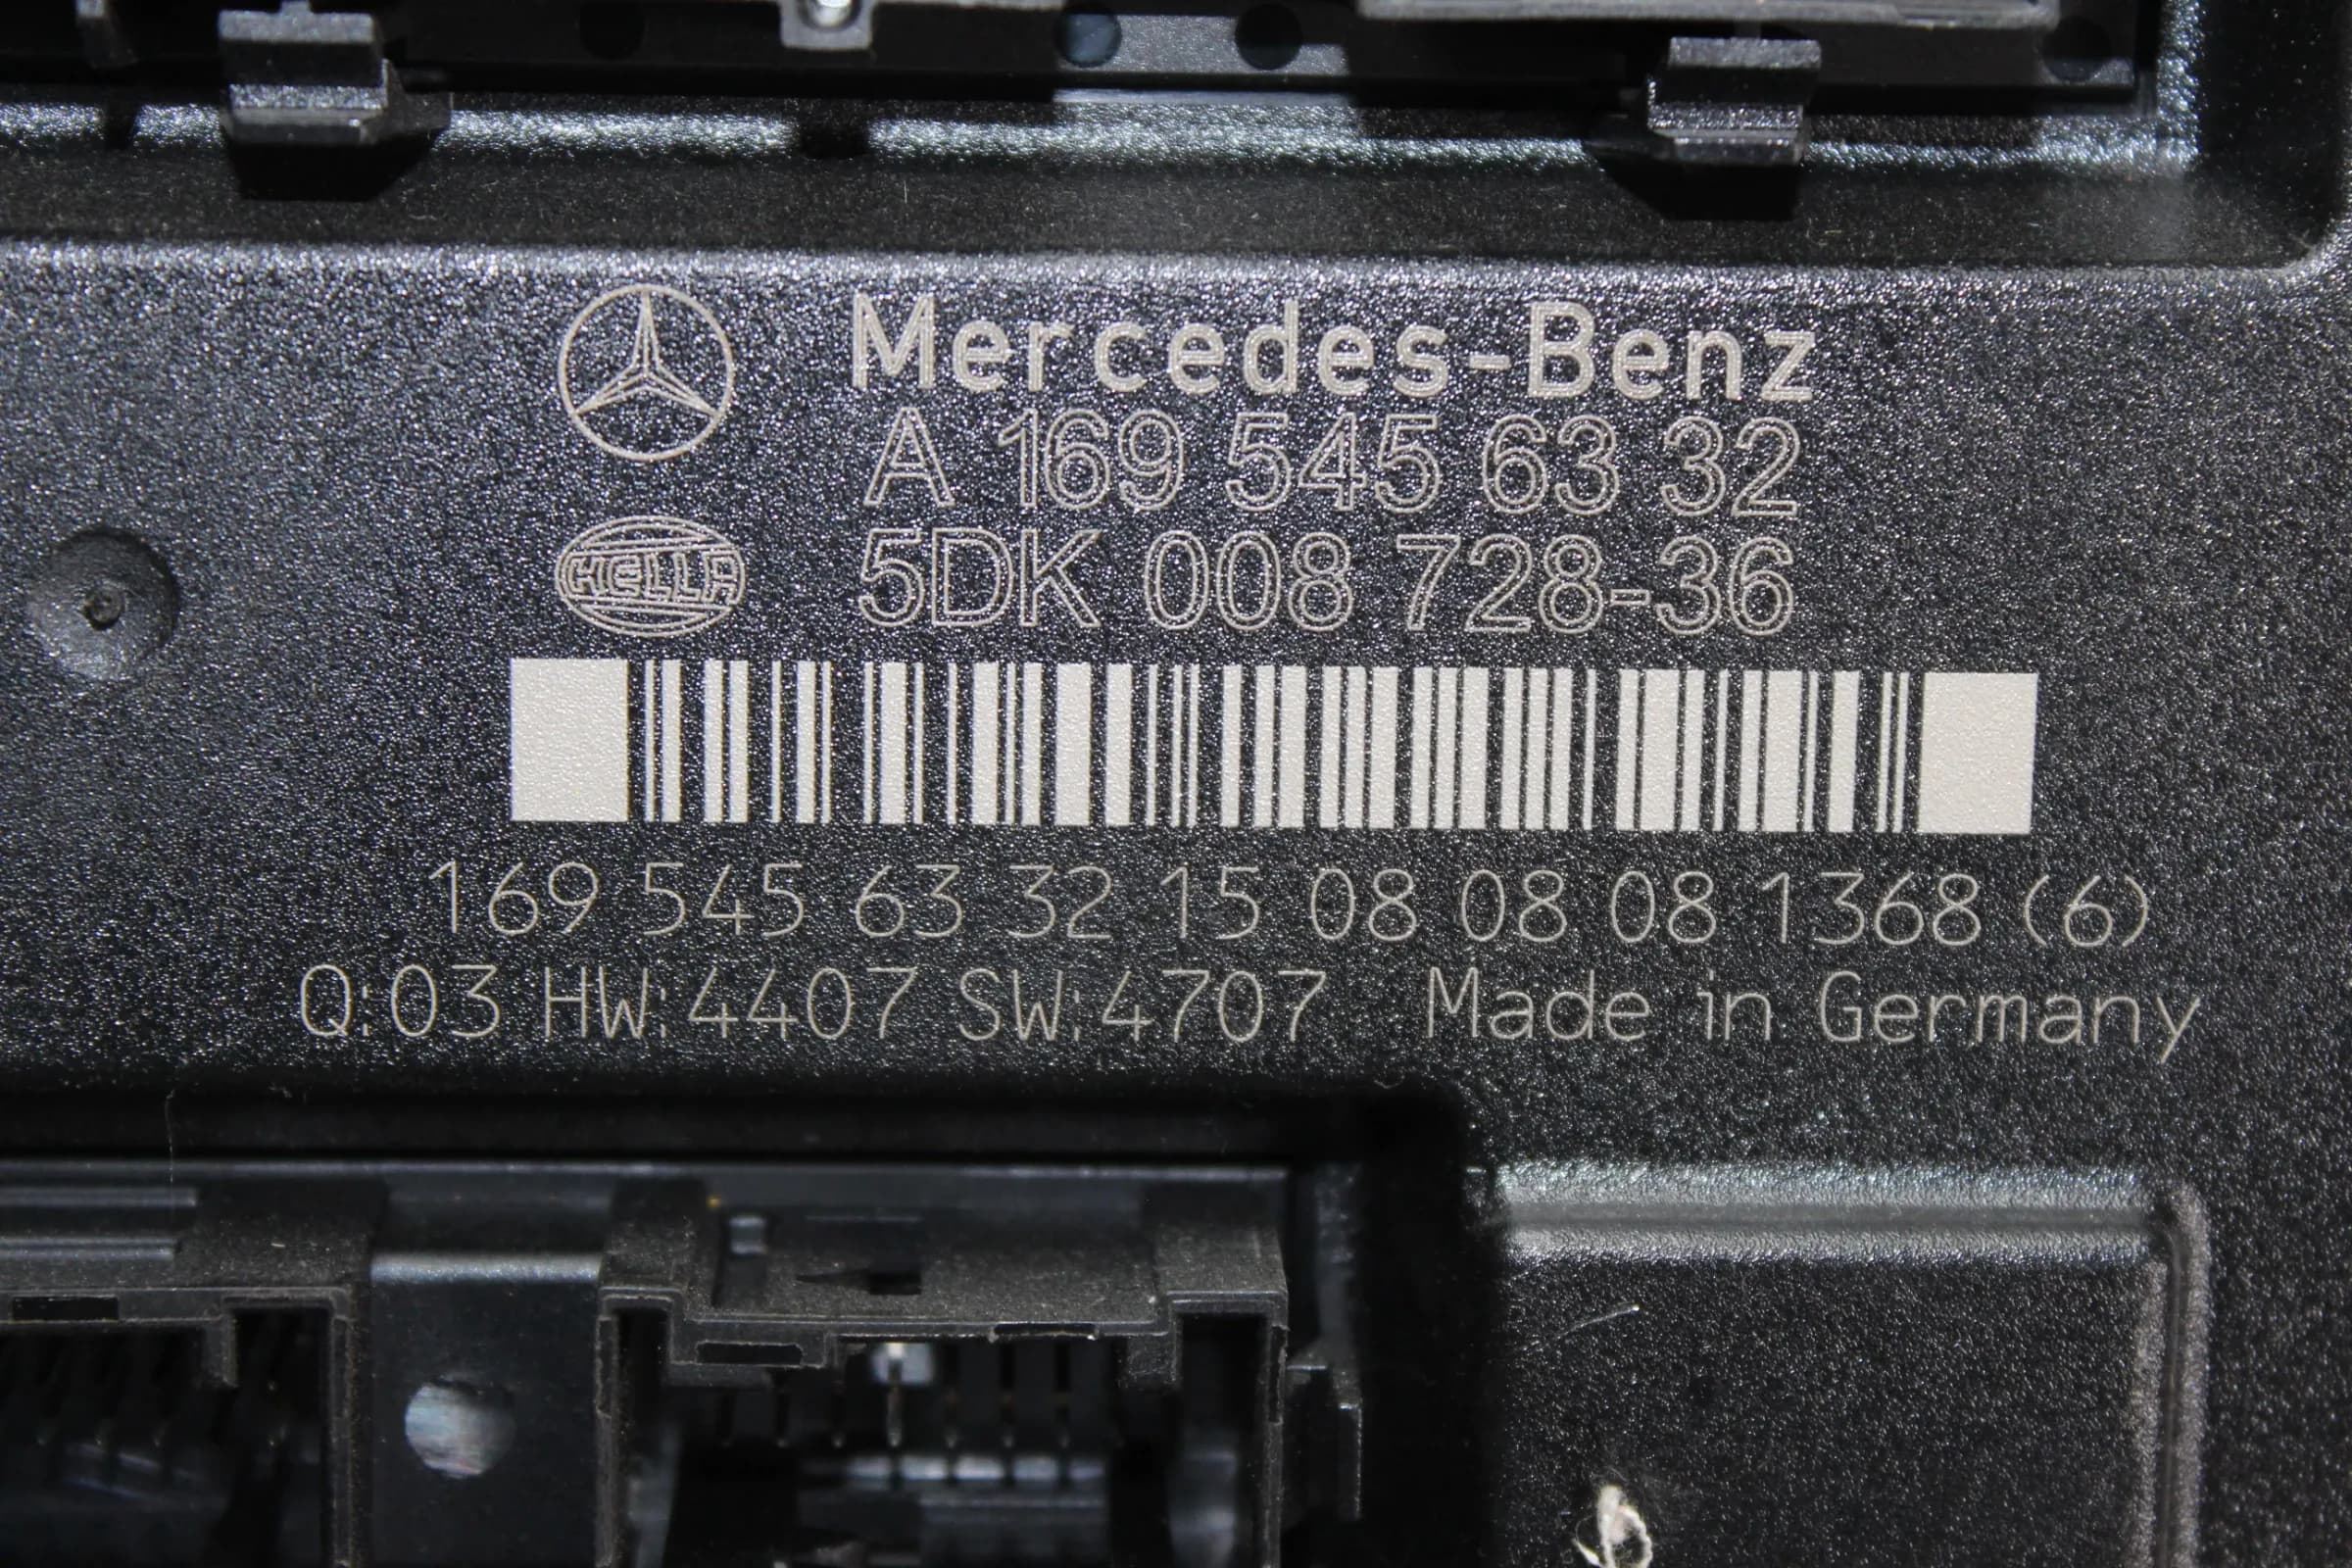 Mercedes-Benz
A 169 545 63 32
HELLA
5DK 008 728-36
169 545 63 32 15 08 08 08 1368 (6)
Q:03 HW:4407 SW:4707 Made in Germany